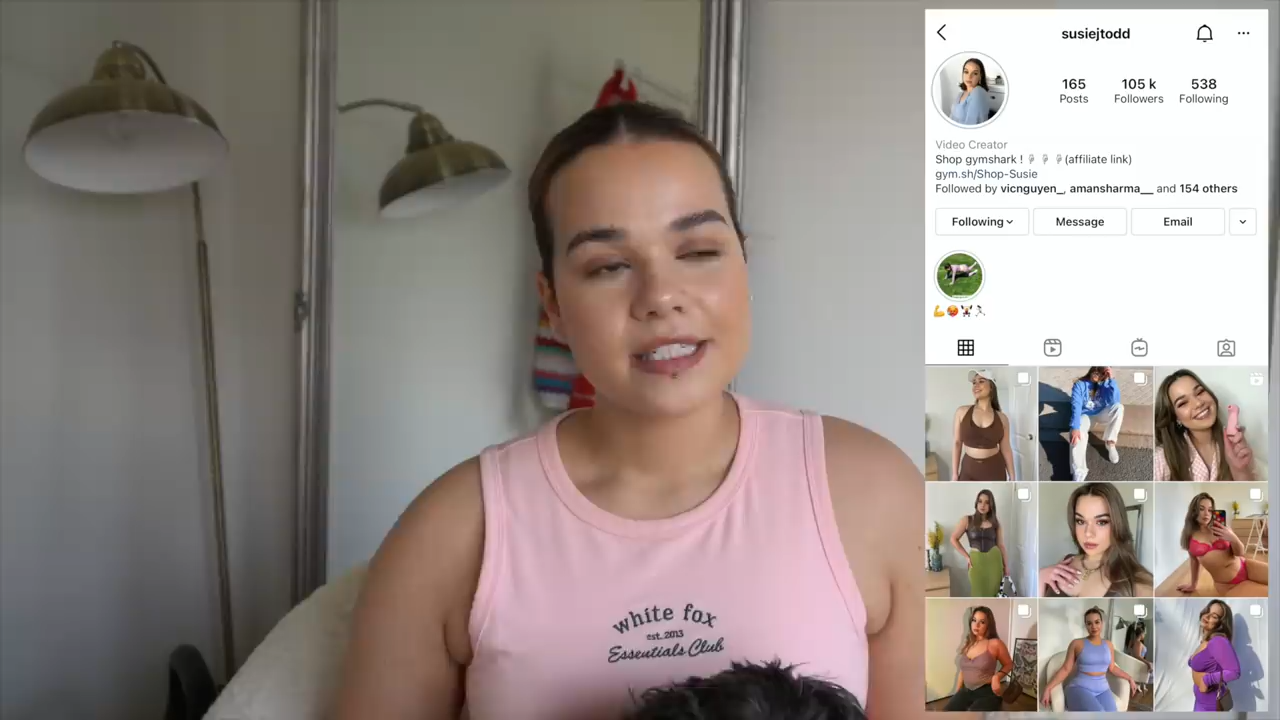 susiejtodd
165 105 k 538
Posts Followers Following
Video Creator
Shop gymshark ! (affiliate link)
gym.sh/Shop-Susie
Followed by vicnguyen_, amansharma__ and 154 others
Following Message Email
white fox
est. 2013
Essentials Club